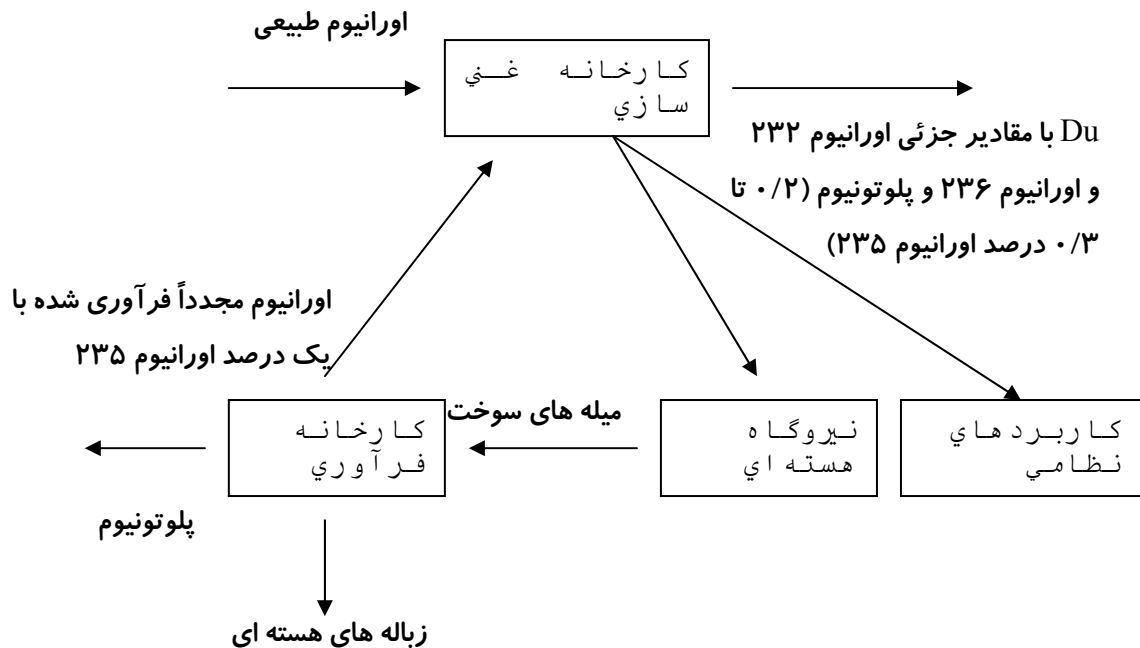 اورانیوم طبیعی
کارخانه غني
سازي
Du با مقادیر جزئی اورانیوم ۲۳۲
و اورانیوم ۲۳۶ و پلوتونیوم (۰/۲ تا
۰/۳ درصد اورانیوم ۲۳۵)
اورانیوم مجدداً فرآوری شده با
یک درصد اورانیوم ۲۳۵
کاربردهاي
نظامي
نیروگاه
هسته اي
میله های سوخت
کارخانه
فرآوري
پلوتونیوم
زباله های هسته ای